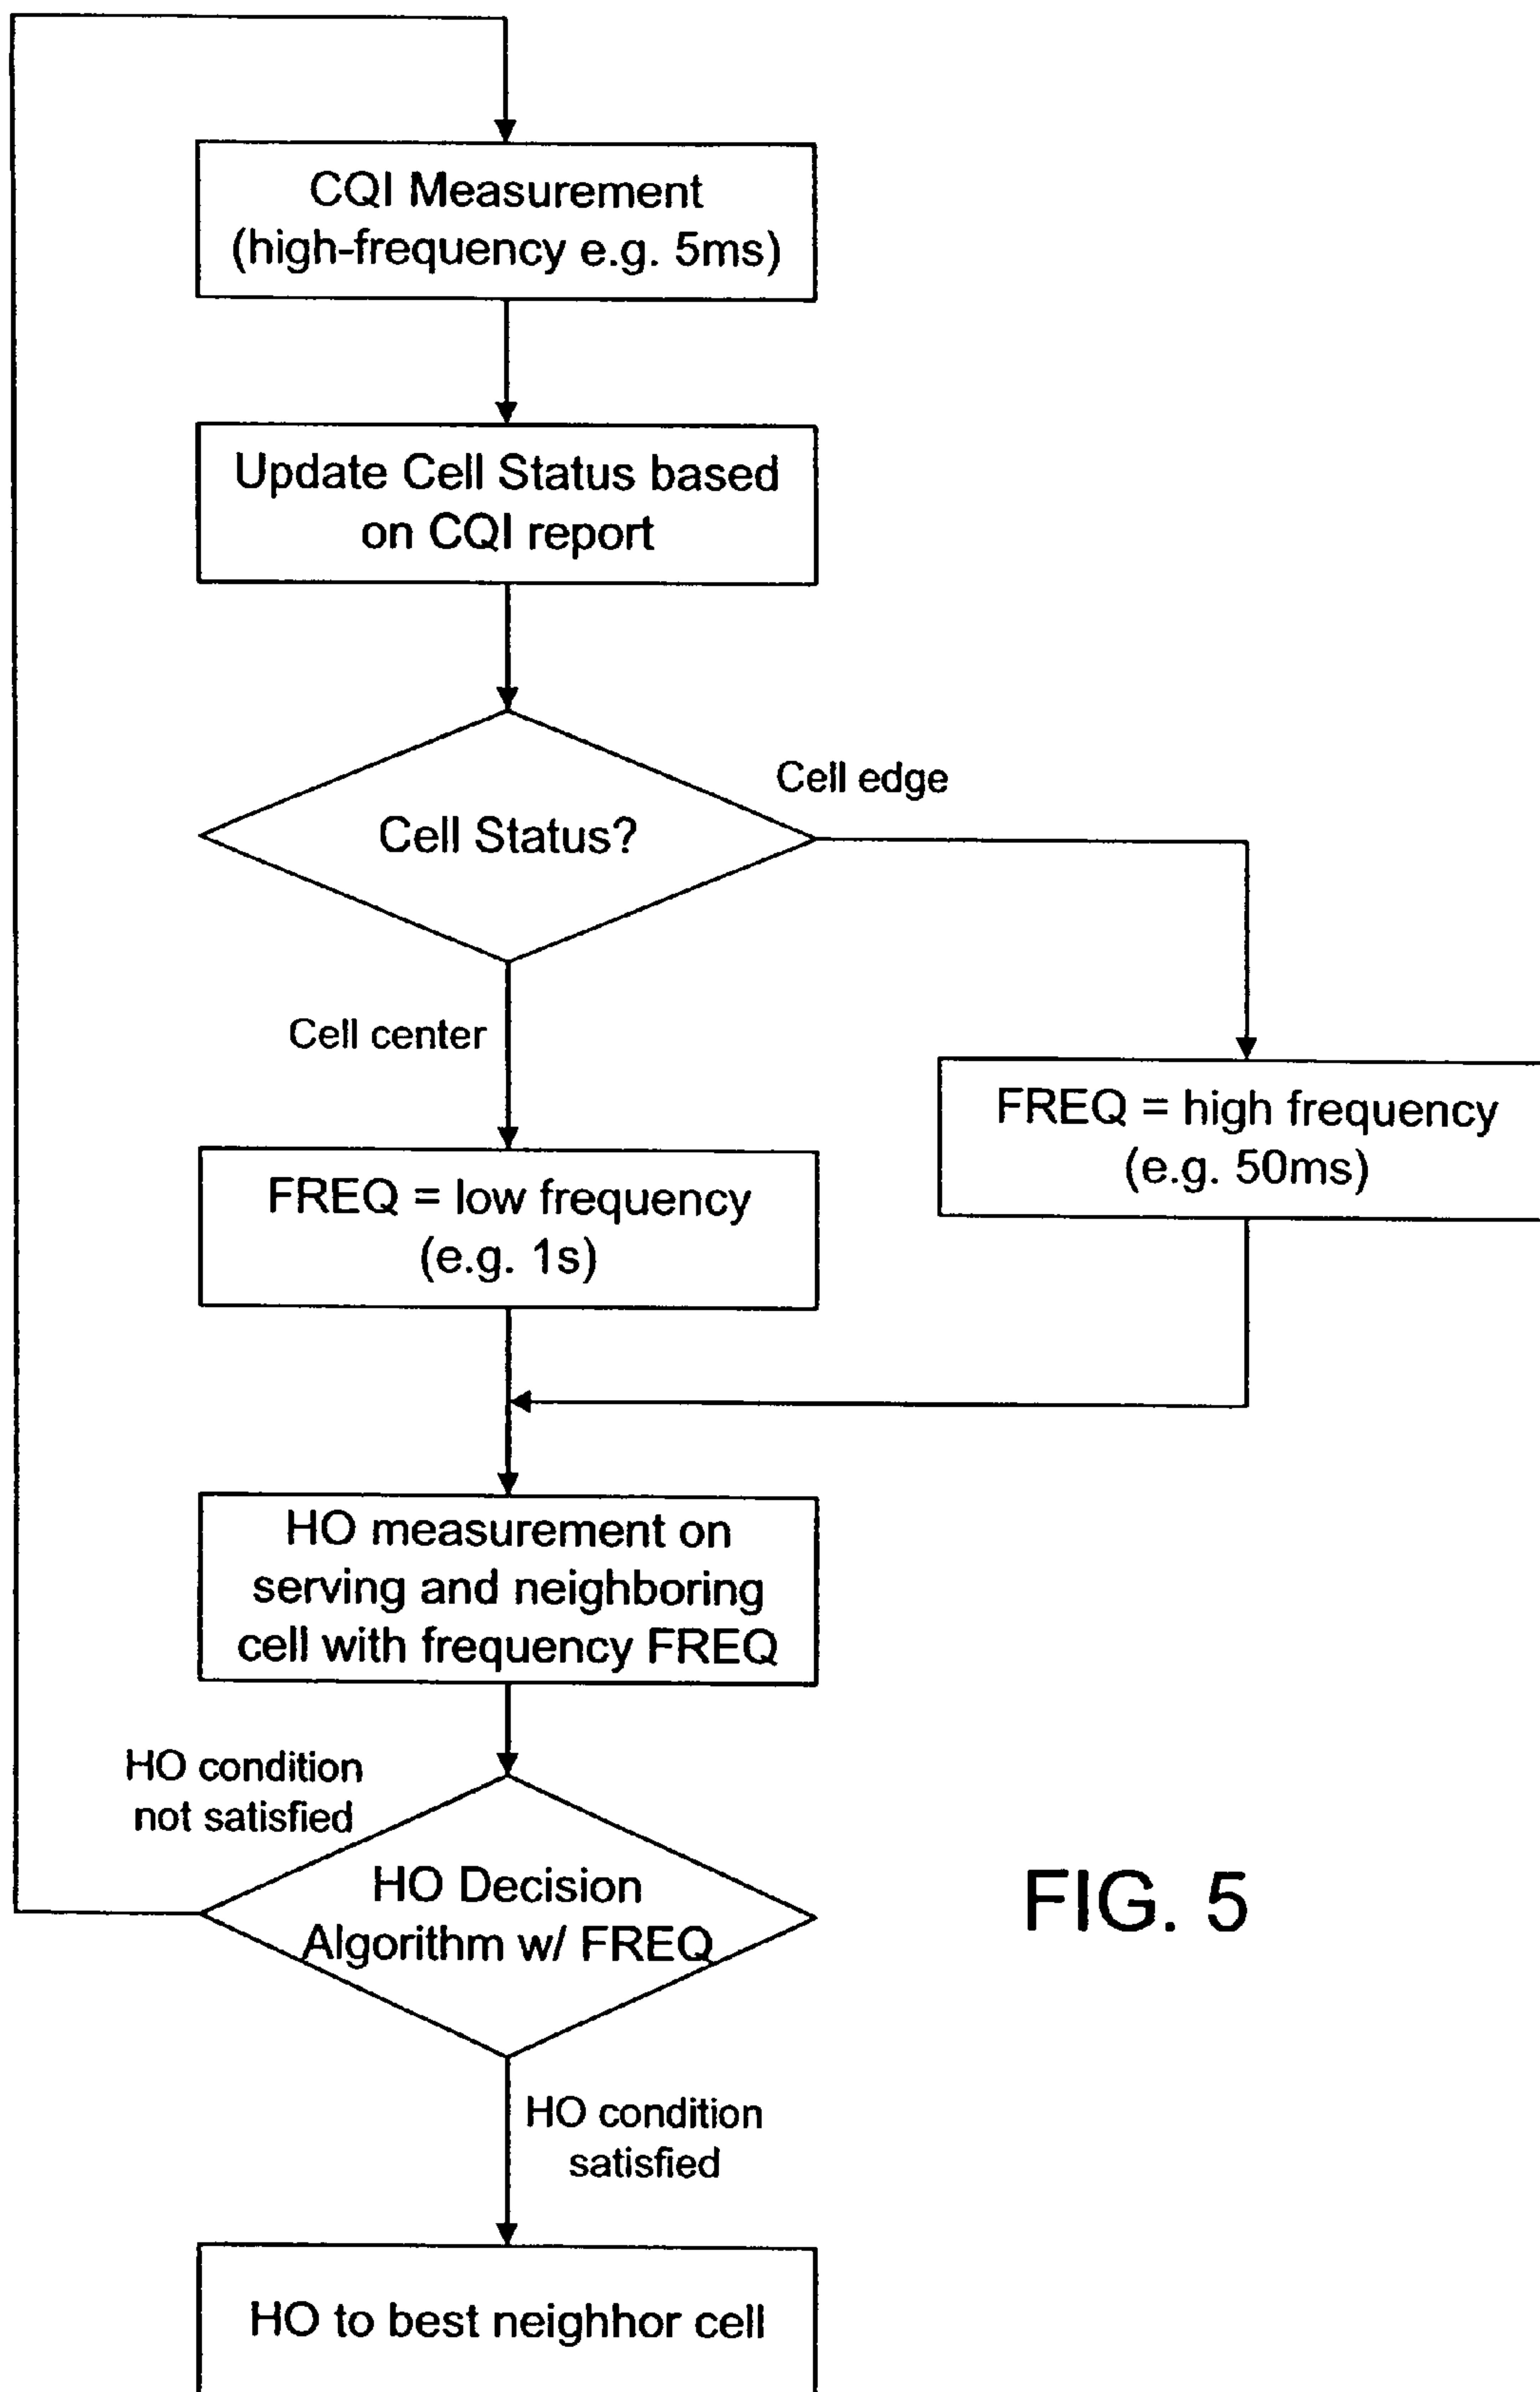 CQI Measurement
(high-frequency e.g. 5ms)
Update Cell Status based
on CQI report
Cell Status?
Cell edge
Cell center
FREQ = high frequency
(e.g. 50ms)
FREQ = low frequency
(e.g. 1s)
HO measurement on
serving and neighboring
cell with frequency FREQ
HO condition
not satisfied
HO Decision
Algorithm w/ FREQ
FIG. 5
HO condition
satisfied
HO to best neighhor cell